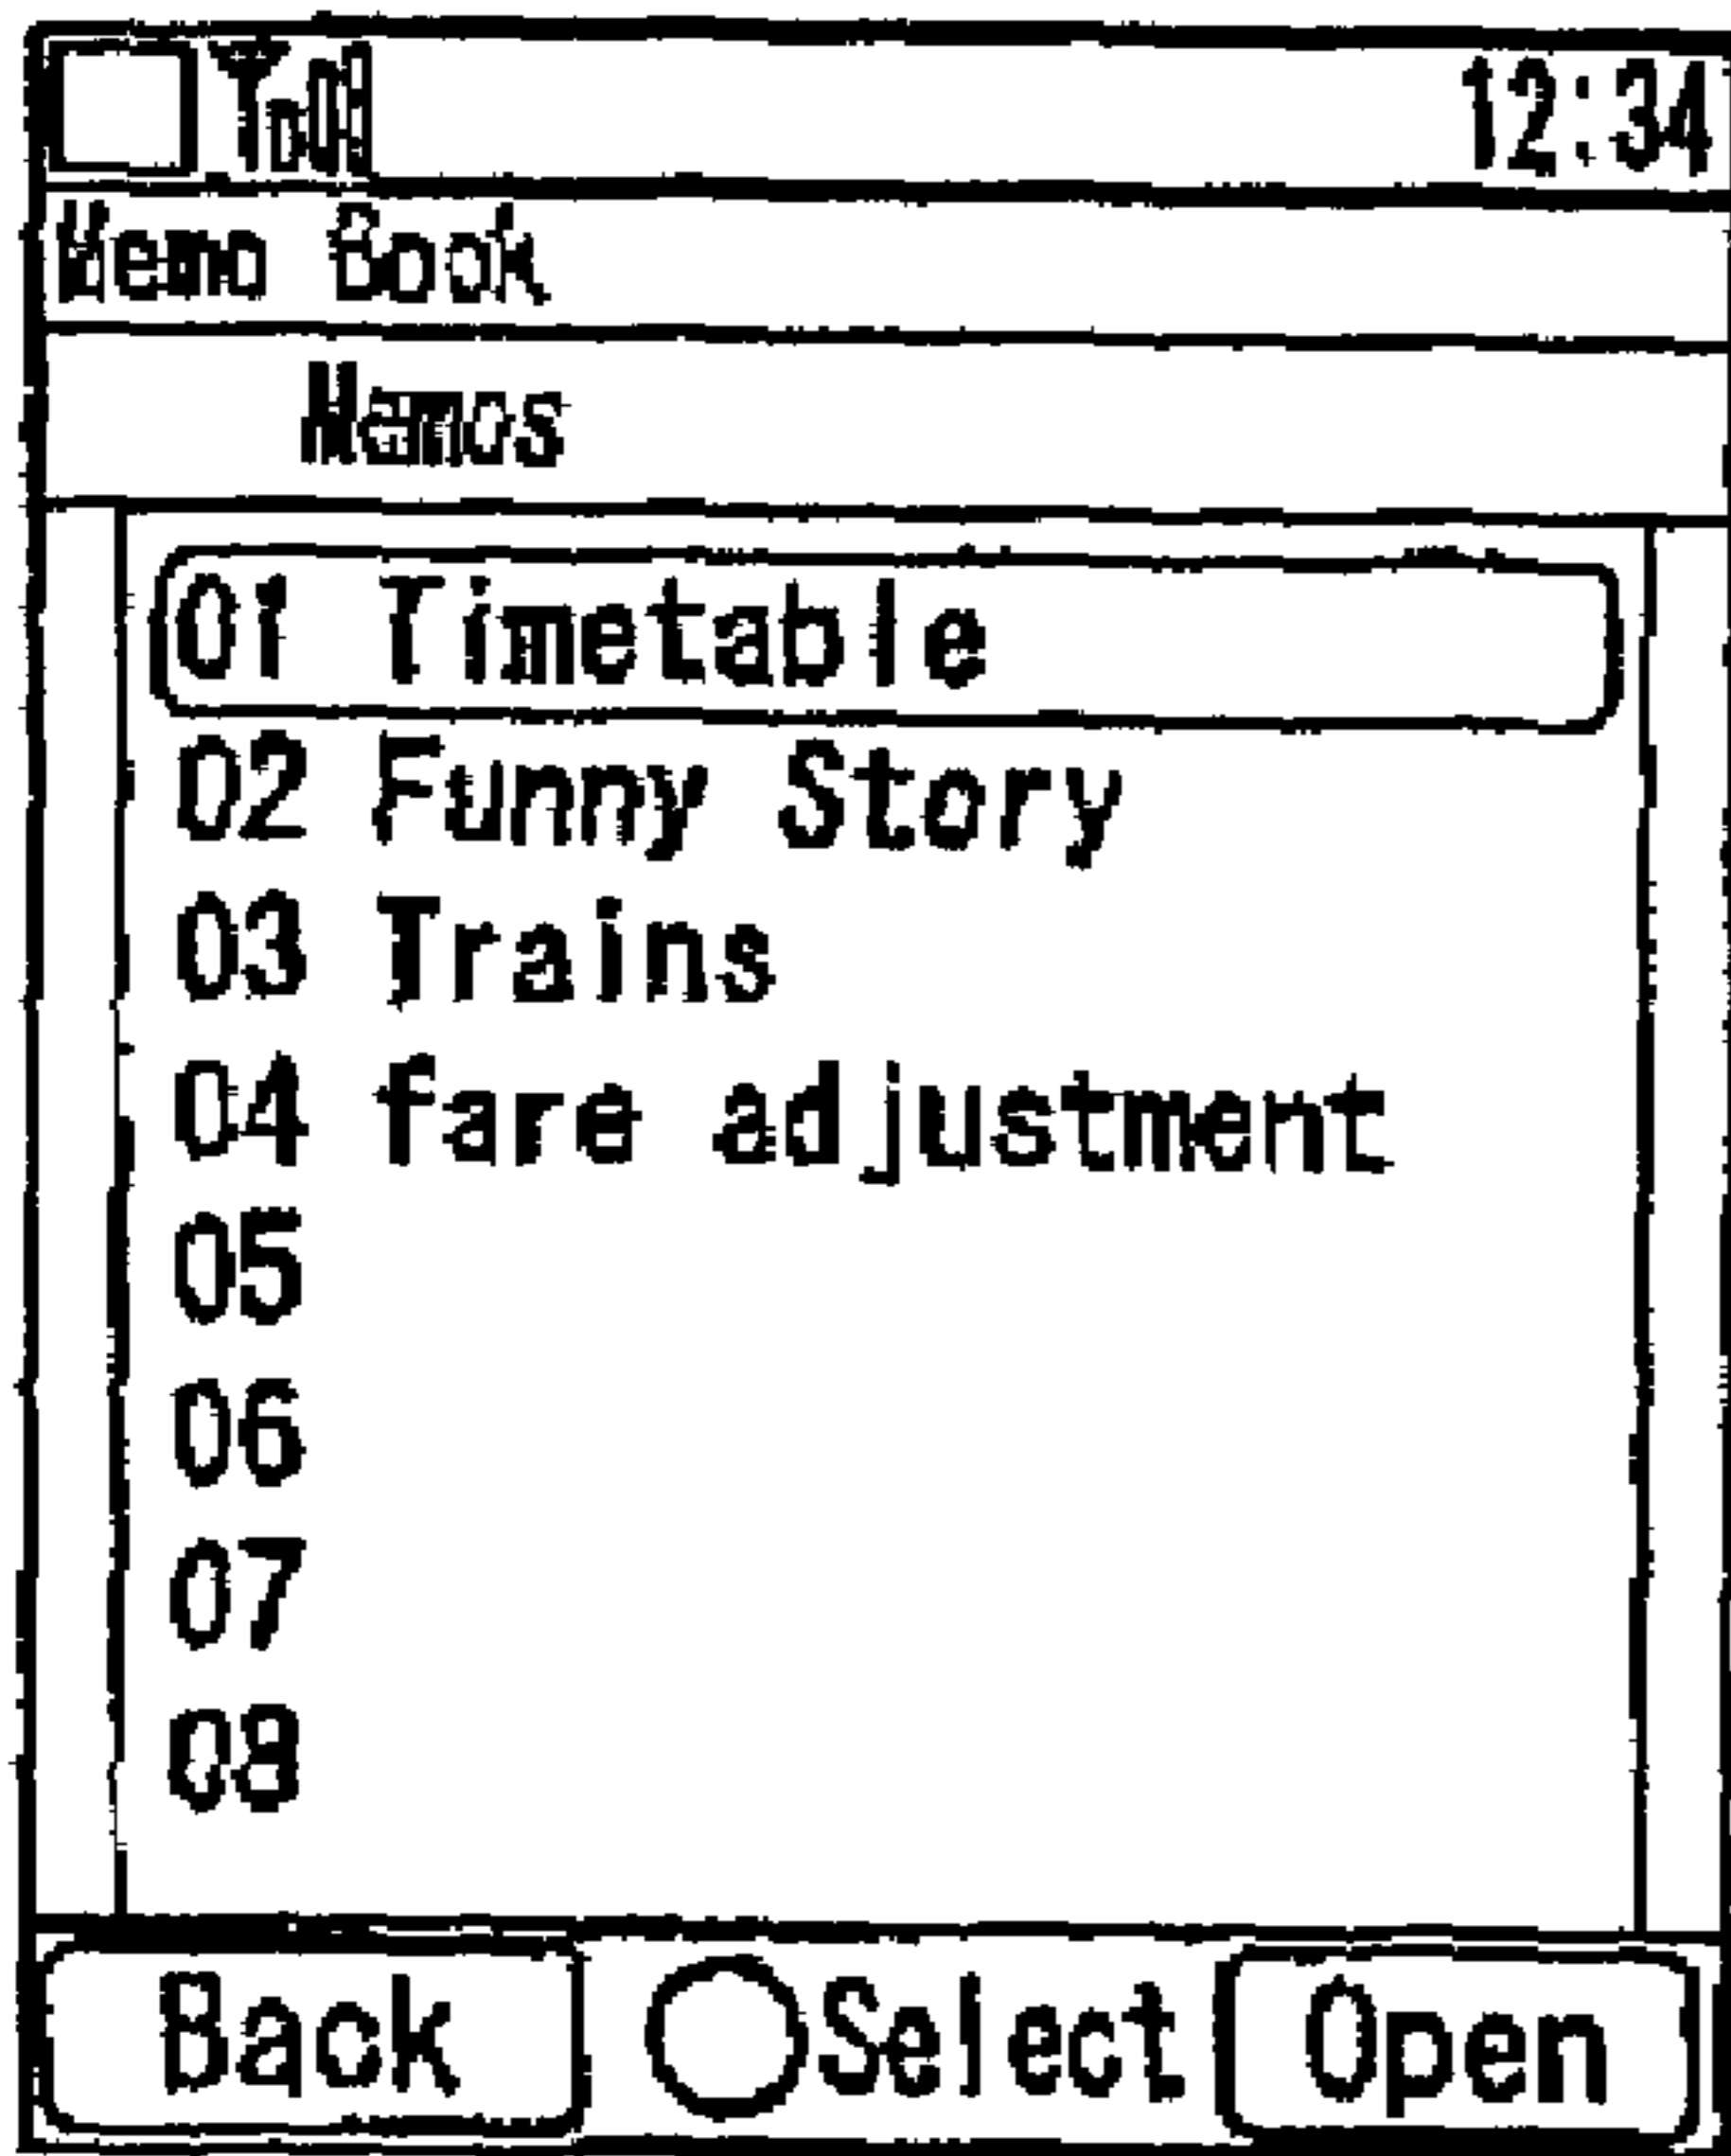 12:34
Memo Book
Memos
01 Timetable
02 Funny Story
03 Trains
04 fare adjustment
05
06
07
08
Back Select Open